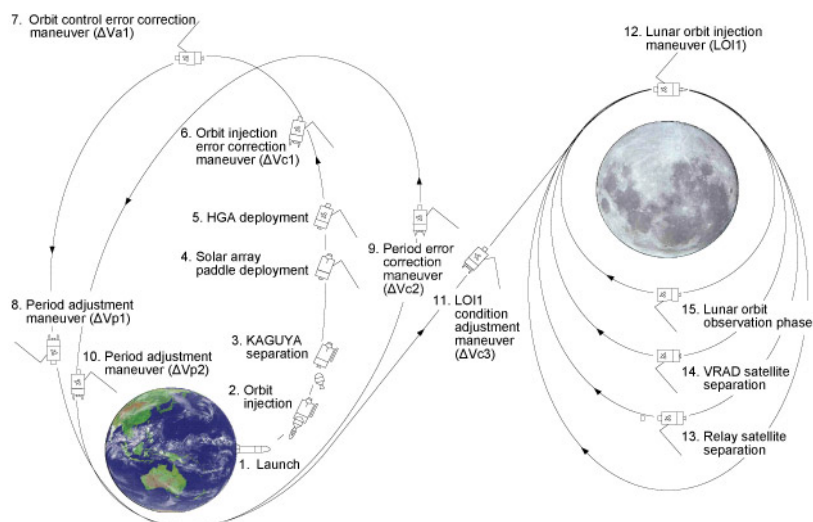 7. Orbit control error correction
maneuver (ΔVa1)
12. Lunar orbit injection
maneuver (LOI1)
6. Orbit injection
error correction
maneuver (ΔVc1)
5. HGA deployment
4. Solar array
paddle deployment
9. Period error
correction
maneuver
(ΔVc2)
8. Period adjustment
maneuver (ΔVp1)
11. LOI1
condition
adjustment
maneuver
(ΔVc3)
15. Lunar orbit
observation phase
3. KAGUYA
separation
10. Period adjustment
maneuver (ΔVp2)
14. VRAD satellite
separation
2. Orbit
injection
13. Relay satellite
separation
1. Launch